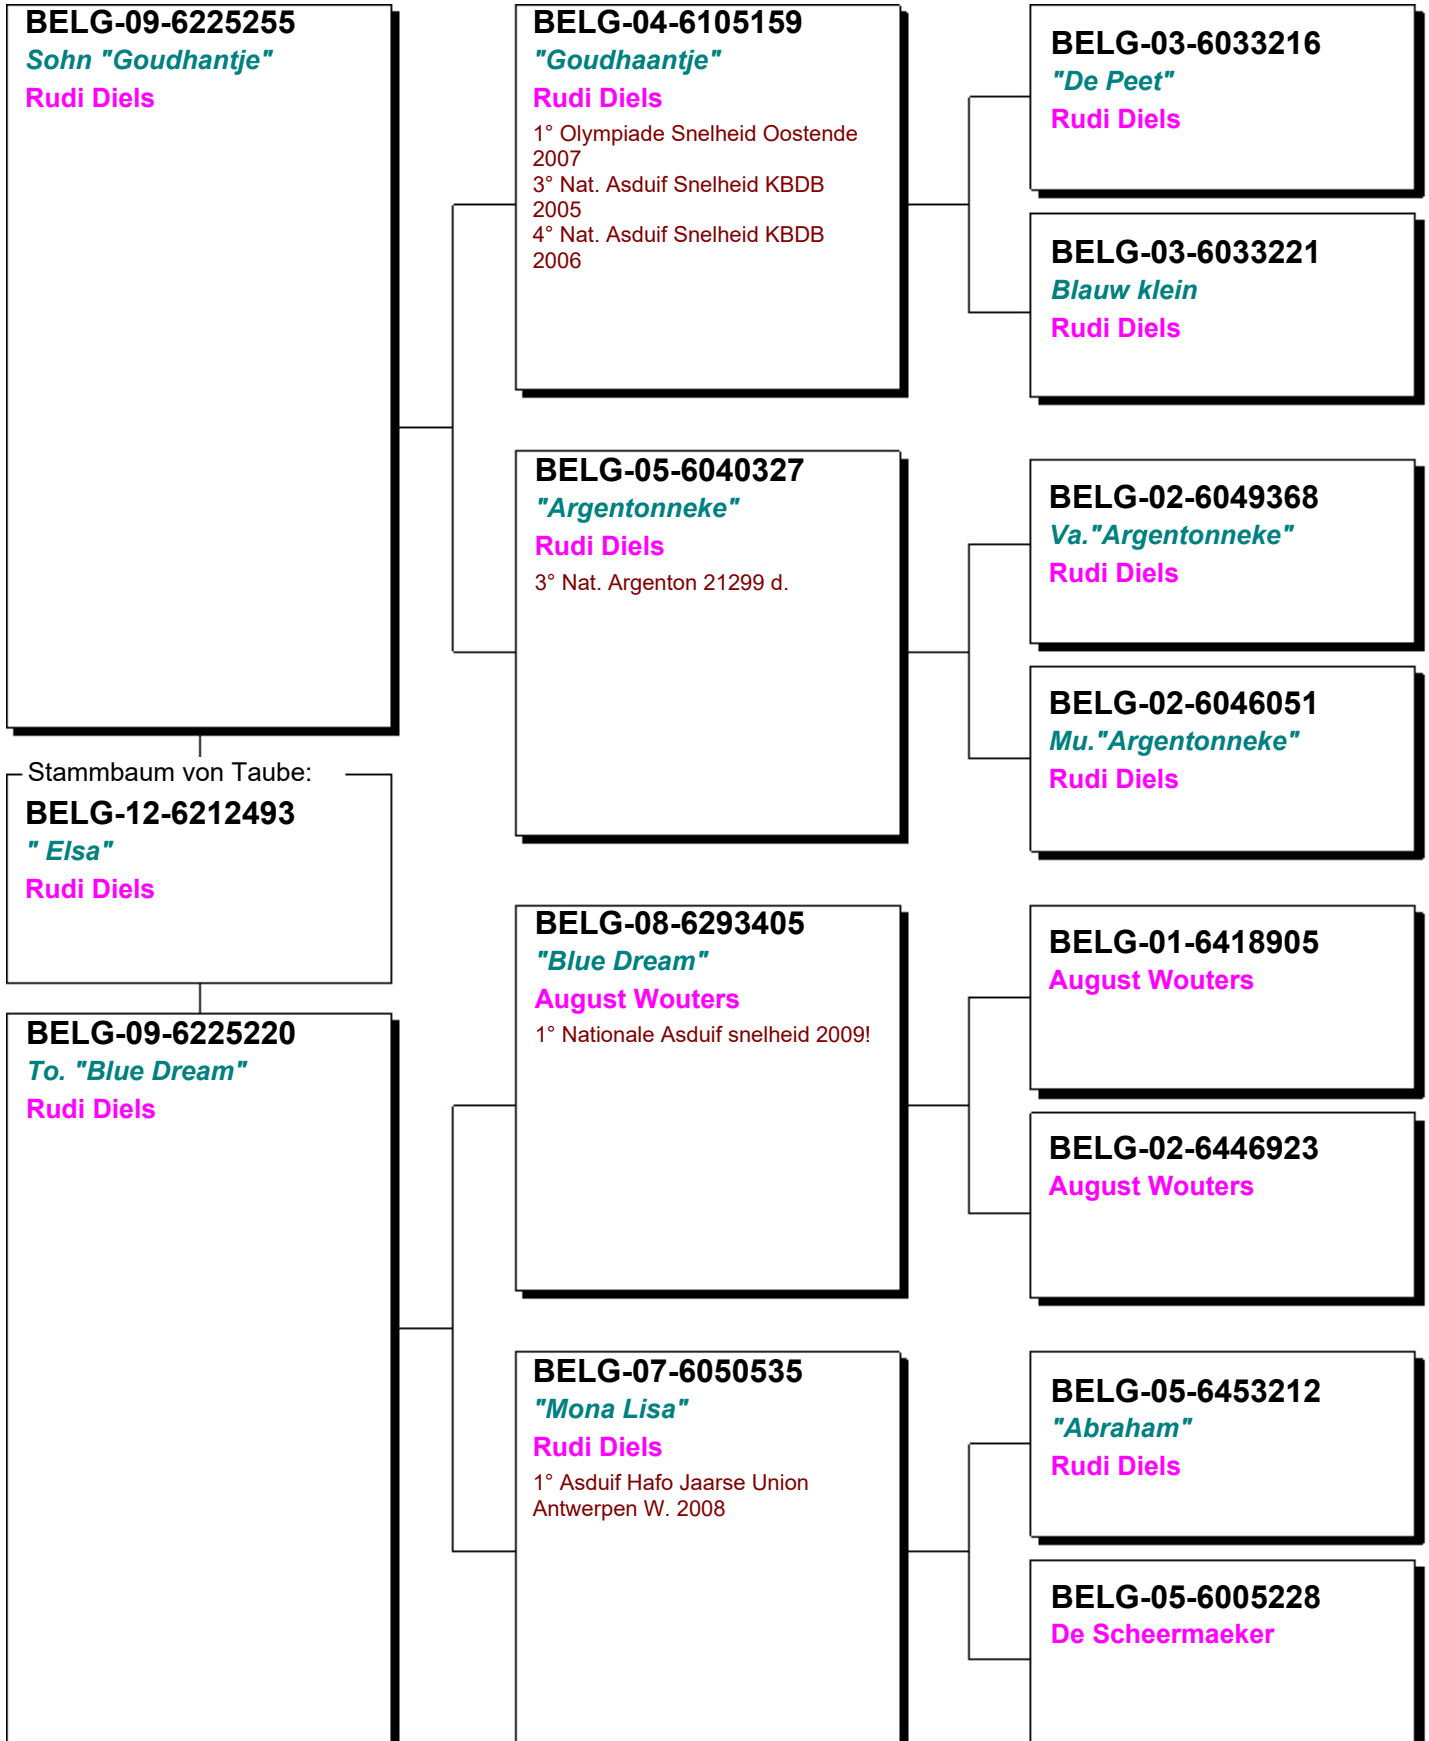 BELG-09-6225255
Sohn "Goudhantje"
Rudi Diels
Stammbaum von Taube:
BELG-12-6212493
" Elsa"
Rudi Diels
BELG-09-6225220
To. "Blue Dream"
Rudi Diels
BELG-04-6105159
"Goudhaantje"
Rudi Diels
1° Olympiade Snelheid Oostende
2007
3° Nat. Asduif Snelheid KBDB
2005
4° Nat. Asduif Snelheid KBDB
2006
BELG-05-6040327
"Argentonneke"
Rudi Diels
3° Nat. Argenton 21299 d.
BELG-08-6293405
"Blue Dream"
August Wouters
1° Nationale Asduif snelheid 2009!
BELG-07-6050535
"Mona Lisa"
Rudi Diels
1° Asduif Hafo Jaarse Union
Antwerpen W. 2008
BELG-03-6033216
"De Peet"
Rudi Diels
BELG-03-6033221
Blauw klein
Rudi Diels
BELG-02-6049368
Va."Argentonneke"
Rudi Diels
BELG-02-6046051
Mu."Argentonneke"
Rudi Diels
BELG-01-6418905
August Wouters
BELG-02-6446923
August Wouters
BELG-05-6453212
"Abraham"
Rudi Diels
BELG-05-6005228
De Scheermaeker